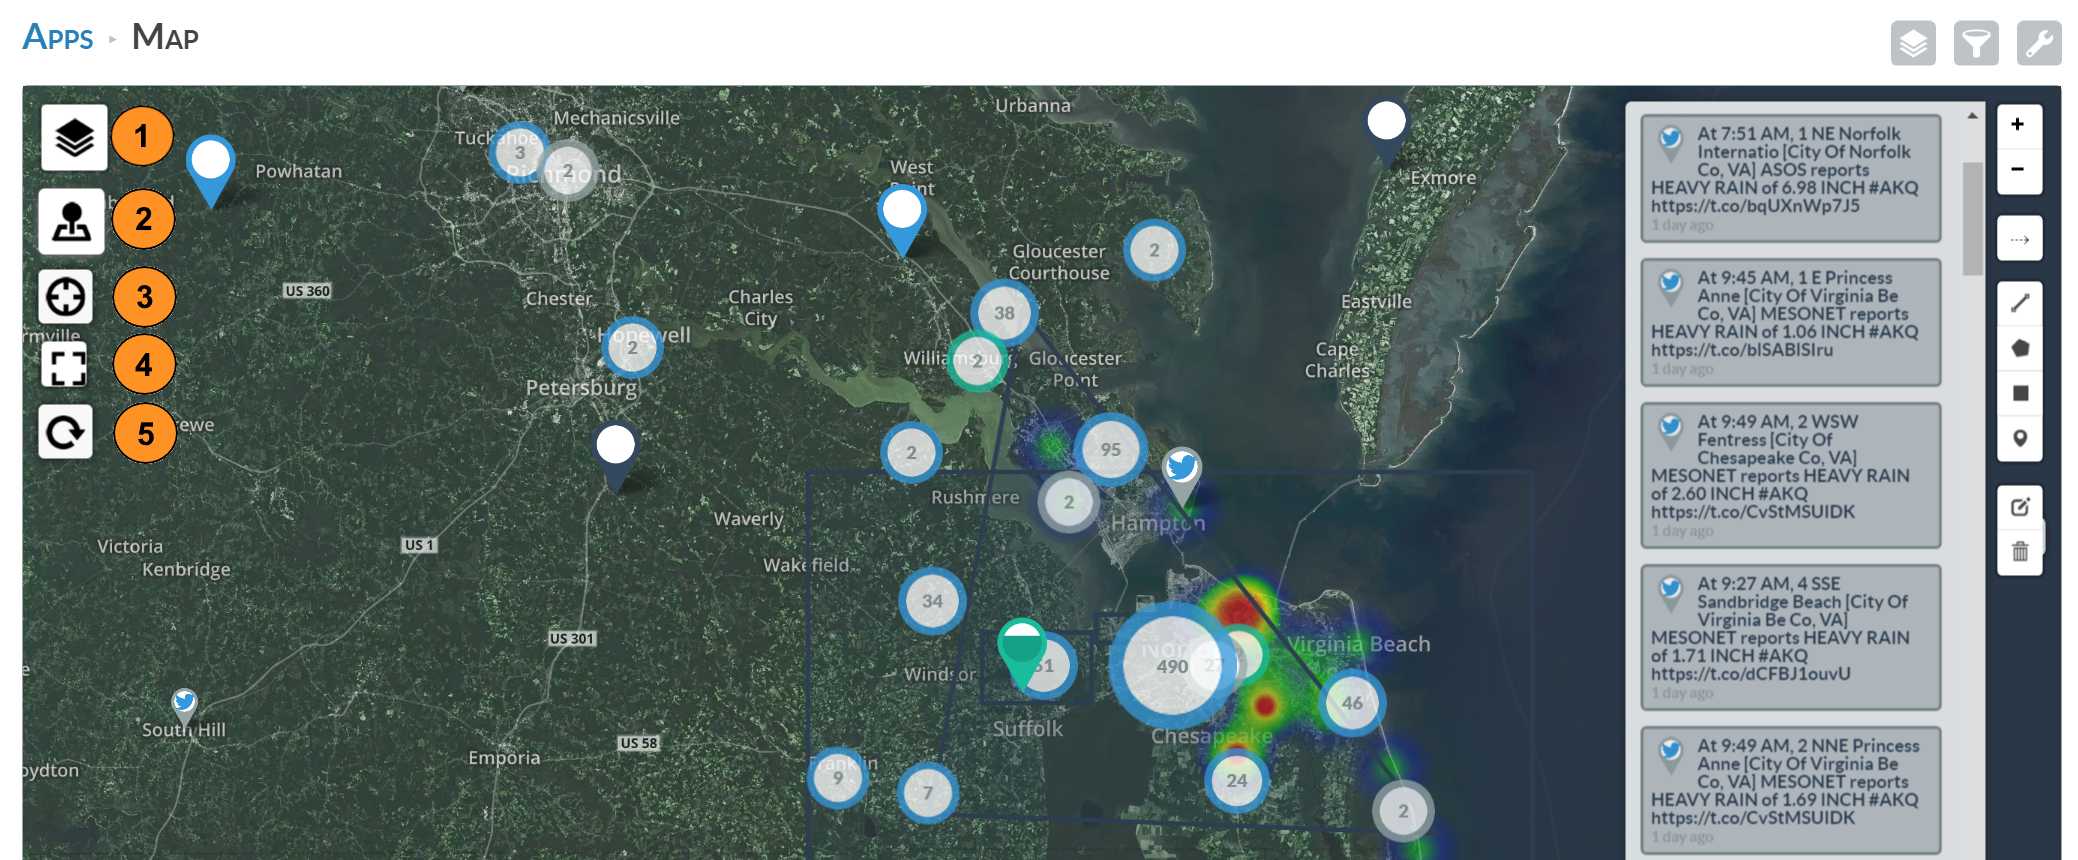 Apps ▸ Map
1
2
3
4
5
Urbanna
Mechanicsville
Tuckahoe
3
2
Richmond
Powhatan
West
Point
Exmore
2
Gloucester
Courthouse
US 360
Chester
Charles
City
38
Eastville
Hopewell
2
Williamsburg
2
Gloucester
Point
Cape
Charles
Petersburg
2
95
Rushmere
2
Hampton
Waverly
Victoria
US 1
Kenbridge
Wakefield
34
US 301
Windsor
51
490
27
Virginia Beach
46
South Hill
Suffolk
Chesapeake
US 58
Emporia
Franklin
9
7
24
2
At 7:51 AM, 1 NE Norfolk
Internatio [City Of Norfolk
Co, VA] ASOS reports
HEAVY RAIN of 6.98 INCH #AKQ
https://t.co/bqUXnWp7J5
1 day ago
At 9:45 AM, 1 E Princess
Anne [City Of Virginia Be
Co, VA] MESONET reports
HEAVY RAIN of 1.06 INCH #AKQ
https://t.co/blSABlSIru
1 day ago
At 9:49 AM, 2 WSW
Fentress [City Of
Chesapeake Co, VA]
MESONET reports HEAVY RAIN
of 2.60 INCH #AKQ
https://t.co/CvStMSUIDK
1 day ago
At 9:27 AM, 4 SSE
Sandbridge Beach [City Of
Virginia Be Co, VA]
MESONET reports HEAVY RAIN
of 1.71 INCH #AKQ
https://t.co/dCFBJ1ouvU
1 day ago
At 9:49 AM, 2 NNE Princess
Anne [City Of Virginia Be
Co, VA] MESONET reports
HEAVY RAIN of 1.69 INCH #AKQ
https://t.co/CvStMSUIDK
1 day ago